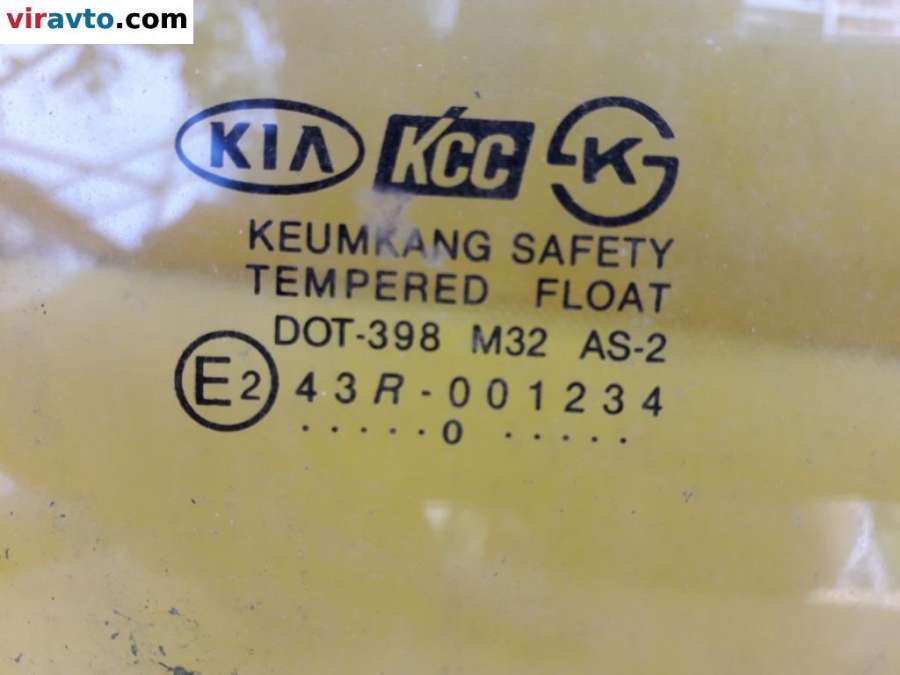 viravto.com
KIA KCC K
KEUMKANG SAFETY
TEMPERED FLOAT
DOT-398 M32 AS-2
E2 43R-001234
.....0.....